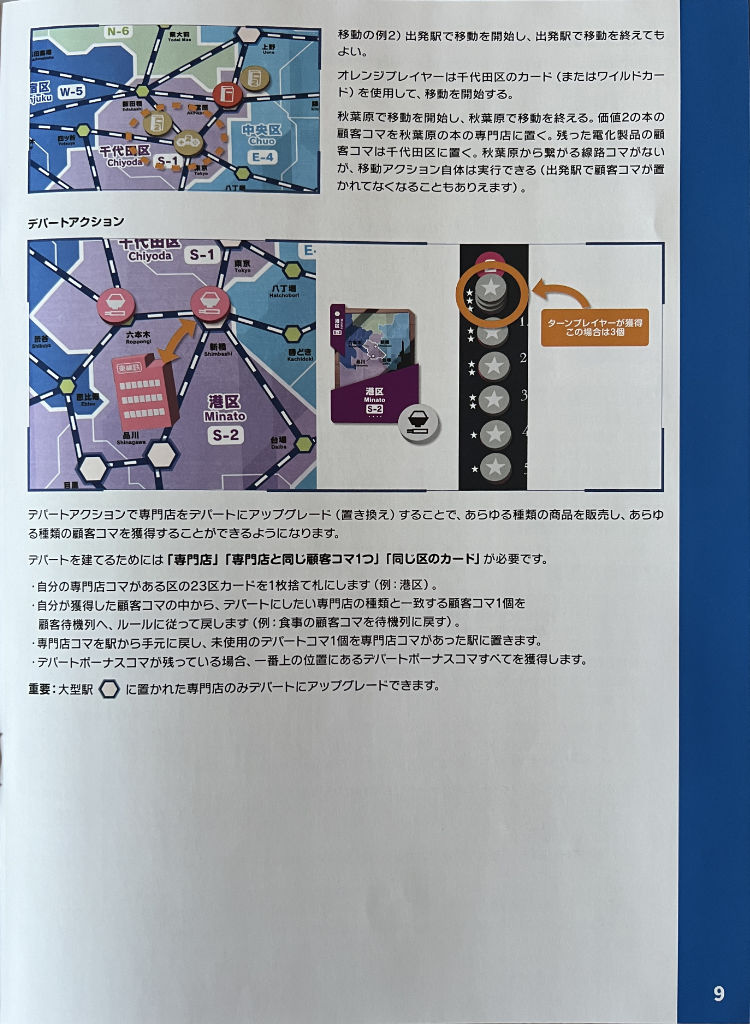 N-6
東大前
Todai Mae
上野
Ueno
W-5
飯田橋
四ツ谷
Yotsuya
千代田区
Chiyoda
S-1
東京
Tokyo
中央区
Chuo
E-4
八丁堀
移動の例2）出発駅で移動を開始し、出発駅で移動を終えても
よい。
オレンジプレイヤーは千代田区のカード（またはワイルドカー
ド）を使用して、移動を開始する。
秋葉原で移動を開始し、秋葉原で移動を終える。価値2の本の
顧客コマを秋葉原の本の専門店に置く。残った電化製品の顧
客コマは千代田区に置く。秋葉原から繋がる線路コマがない
が、移動アクション自体は実行できる（出発駅で顧客コマが置
かれてなくなることもありえます）。
デパートアクション
千代田区
Chiyoda
S-1
東京
Tokyo
E-
八丁堀
Hatchobori
六本木
Roppongi
新橋
Shimbashi
勝どき
Kachidoki
渋谷
Shibuya
恵比寿
Ebisu
港区
Minato
S-2
品川
Shinagawa
台場
Daiba
目黒
港区
Minato
S-2
1
2
3
4
5
ターンプレイヤーが獲得
この場合は3個
デパートアクションで専門店をデパートにアップグレード（置き換え）することで、あらゆる種類の商品を販売し、あらゆ
る種類の顧客コマを獲得することができるようになります。
デパートを建てるためには「専門店」「専門店と同じ顧客コマ1つ」「同じ区のカード」が必要です。
・自分の専門店コマがある区の23区カードを1枚捨て札にします（例：港区）。
・自分が獲得した顧客コマの中から、デパートにしたい専門店の種類と一致する顧客コマ1個を
顧客待機列へ、ルールに従って戻します（例：食事の顧客コマを待機列に戻す）。
・専門店コマを駅から手元に戻し、未使用のデパートコマ1個を専門店コマがあった駅に置きます。
・デパートボーナスコマが残っている場合、一番上の位置にあるデパートボーナスコマすべてを獲得します。
重要：大型駅 に置かれた専門店のみデパートにアップグレードできます。
9